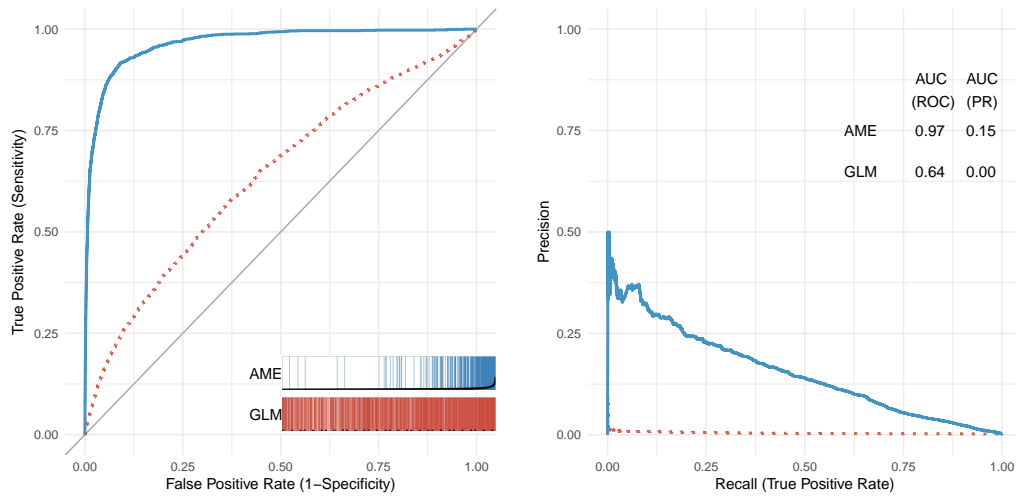 1.00
0.75
0.50
0.25
0.00
True Positive Rate (Sensitivity)
AME
GLM
0.00 0.25 0.50 0.75 1.00
False Positive Rate (1−Specificity)
1.00
0.75
0.50
0.25
0.00
Precision
AUC AUC
(ROC) (PR)
AME 0.97 0.15
GLM 0.64 0.00
0.00 0.25 0.50 0.75 1.00
Recall (True Positive Rate)